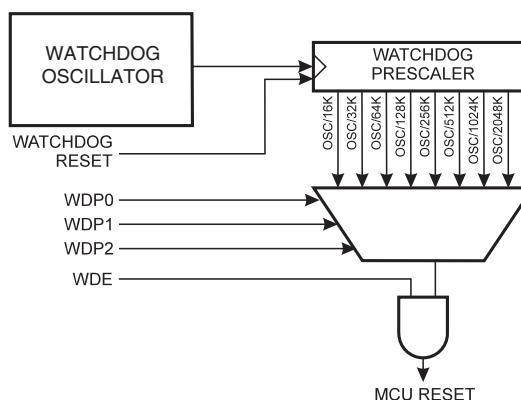 WATCHDOG
OSCILLATOR
WATCHDOG
PRESCALER
WATCHDOG
RESET
OSC/16K
OSC/32K
OSC/64K
OSC/128K
OSC/256K
OSC/512K
OSC/1024K
OSC/2048K
WDP0
WDP1
WDP2
WDE
MCU RESET